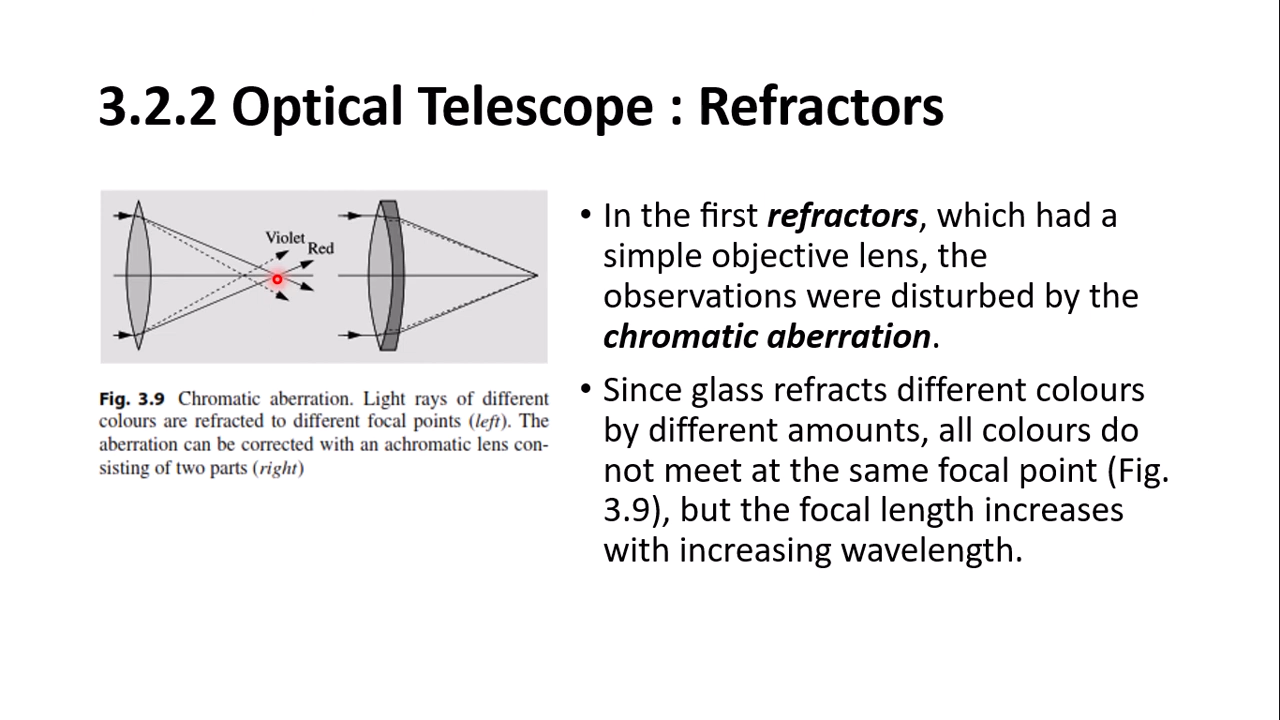 3.2.2 Optical Telescope : Refractors
Violet
Red
Fig. 3.9 Chromatic aberration. Light rays of different
colours are refracted to different focal points (left). The
aberration can be corrected with an achromatic lens con-
sisting of two parts (right)
• In the first refractors, which had a
simple objective lens, the
observations were disturbed by the
chromatic aberration.
• Since glass refracts different colours
by different amounts, all colours do
not meet at the same focal point (Fig.
3.9), but the focal length increases
with increasing wavelength.